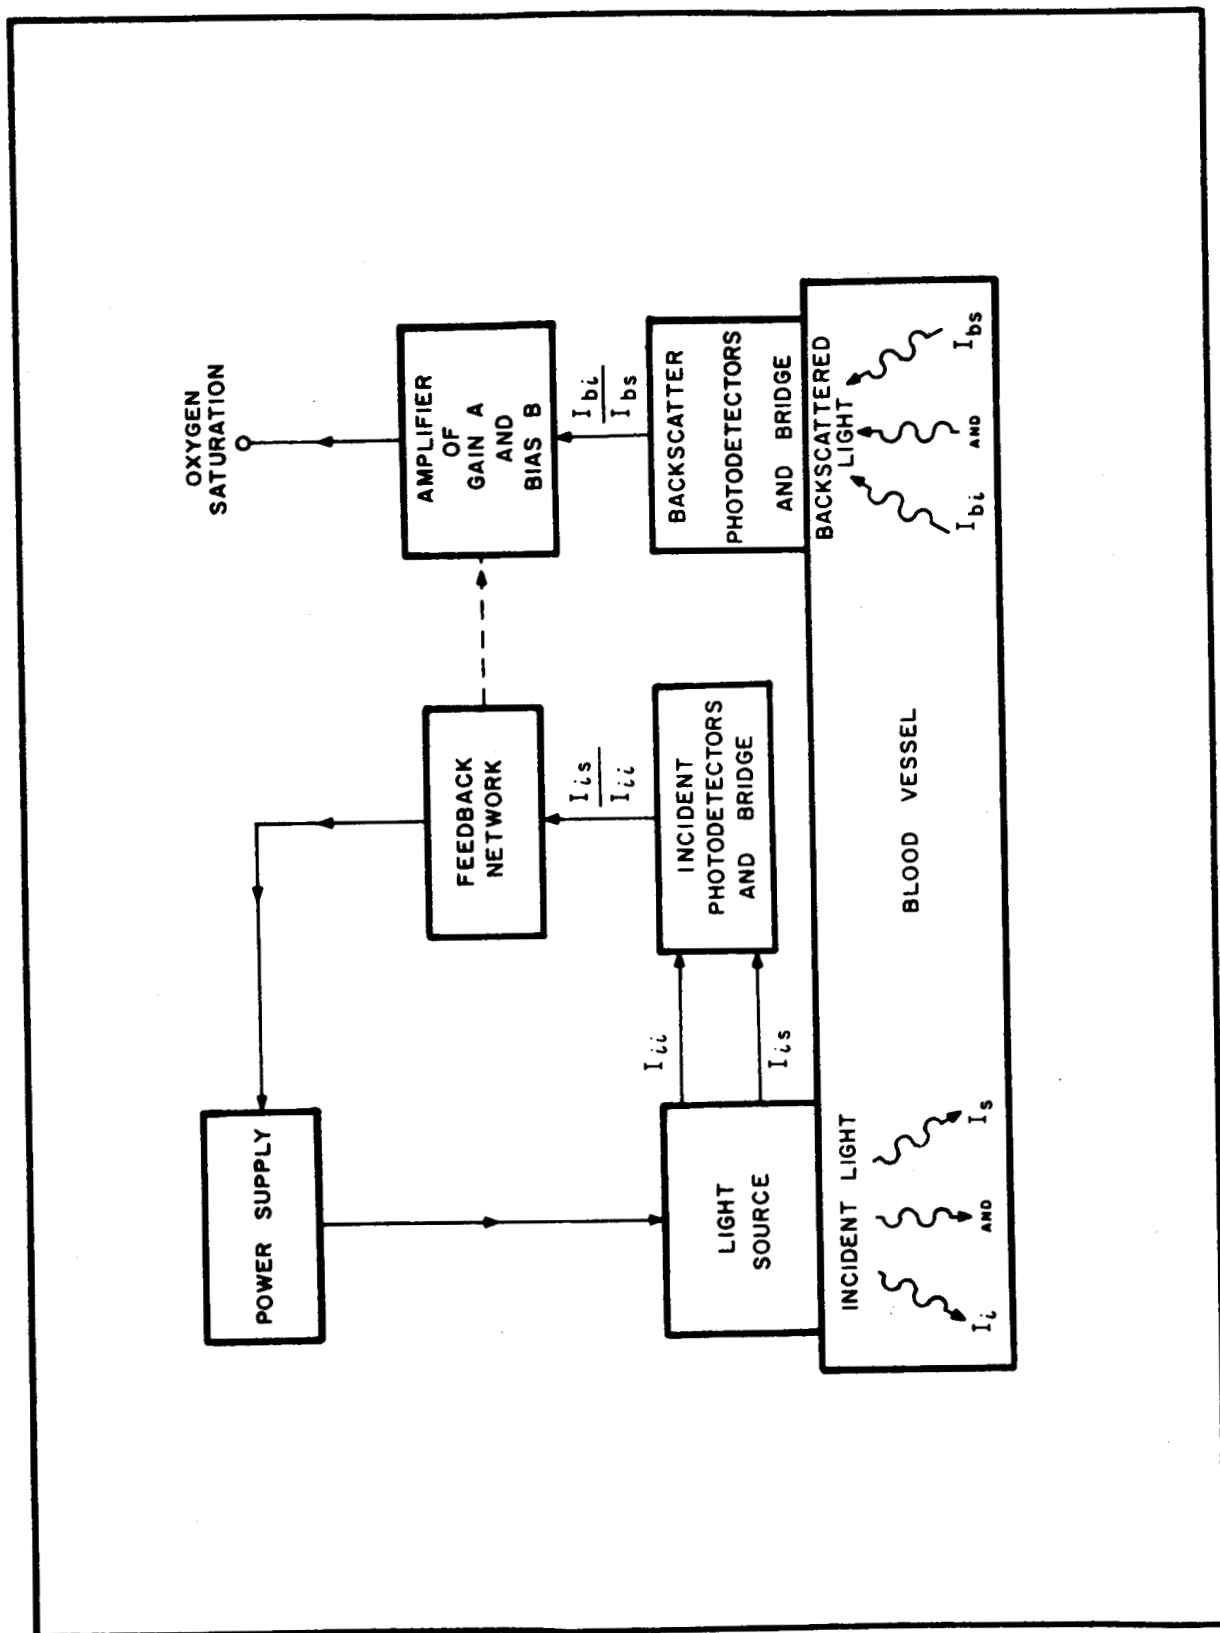 OXYGEN
SATURATION
POWER SUPPLY
FEEDBACK
NETWORK
AMPLIFIER
OF
GAIN A
AND
BIAS B
I_is
I_ii
I_bi
I_bs
LIGHT
SOURCE
I_ii
I_is
INCIDENT
PHOTODETECTORS
AND BRIDGE
BACKSCATTER
PHOTODETECTORS
AND BRIDGE
INCIDENT LIGHT
I_i
AND
I_s
BLOOD VESSEL
BACKSCATTERED
LIGHT
I_bi
AND
I_bs